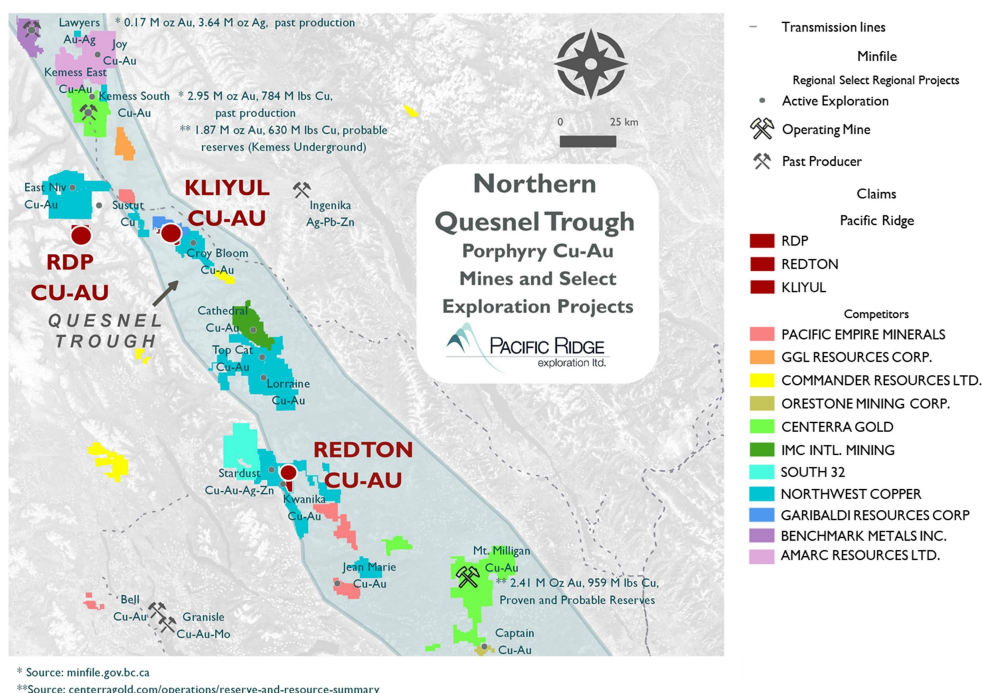 Lawyers
Au-Ag
* 0.17 M oz Au, 3.64 M oz Ag, past production
Joy
Cu-Au
Kemess East
Cu-Au
Kemess South
Cu-Au
* 2.95 M oz Au, 784 M lbs Cu,
past production
** 1.87 M oz Au, 630 M lbs Cu, probable
reserves (Kemess Underground)
East Niv
Cu-Au
Sustut
Cu
KLIYUL
CU-AU
Ingenika
Ag-Pb-Zn
Croy Bloom
Cu-Au
RDP
CU-AU
QUESNEL
TROUGH
Cathedral
Cu-Au
Top Cat
Cu-Au
Lorraine
Cu-Au
REDTON
CU-AU
Stardust
Cu-Au-Ag-Zn
Kwanika
Cu-Au
Jean Marie
Cu-Au
Mt. Milligan
Cu-Au
** 2.41 M Oz Au, 959 M lbs Cu,
Proven and Probable Reserves
Bell
Cu-Au
Granisle
Cu-Au-Mo
Captain
Cu-Au
0 25 km
Northern
Quesnel Trough
Porphyry Cu-Au
Mines and Select
Exploration Projects
PACIFIC RIDGE
exploration ltd.
Transmission lines
Minfile
Regional Select Regional Projects
Active Exploration
Operating Mine
Past Producer
Claims
Pacific Ridge
RDP
REDTON
KLIYUL
Competitors
PACIFIC EMPIRE MINERALS
GGL RESOURCES CORP.
COMMANDER RESOURCES LTD.
ORESTONE MINING CORP.
CENTERRA GOLD
IMC INTL. MINING
SOUTH 32
NORTHWEST COPPER
GARIBALDI RESOURCES CORP
BENCHMARK METALS INC.
AMARC RESOURCES LTD.
* Source: minfile.gov.bc.ca
**Source: centerragold.com/operations/reserve-and-resource-summary